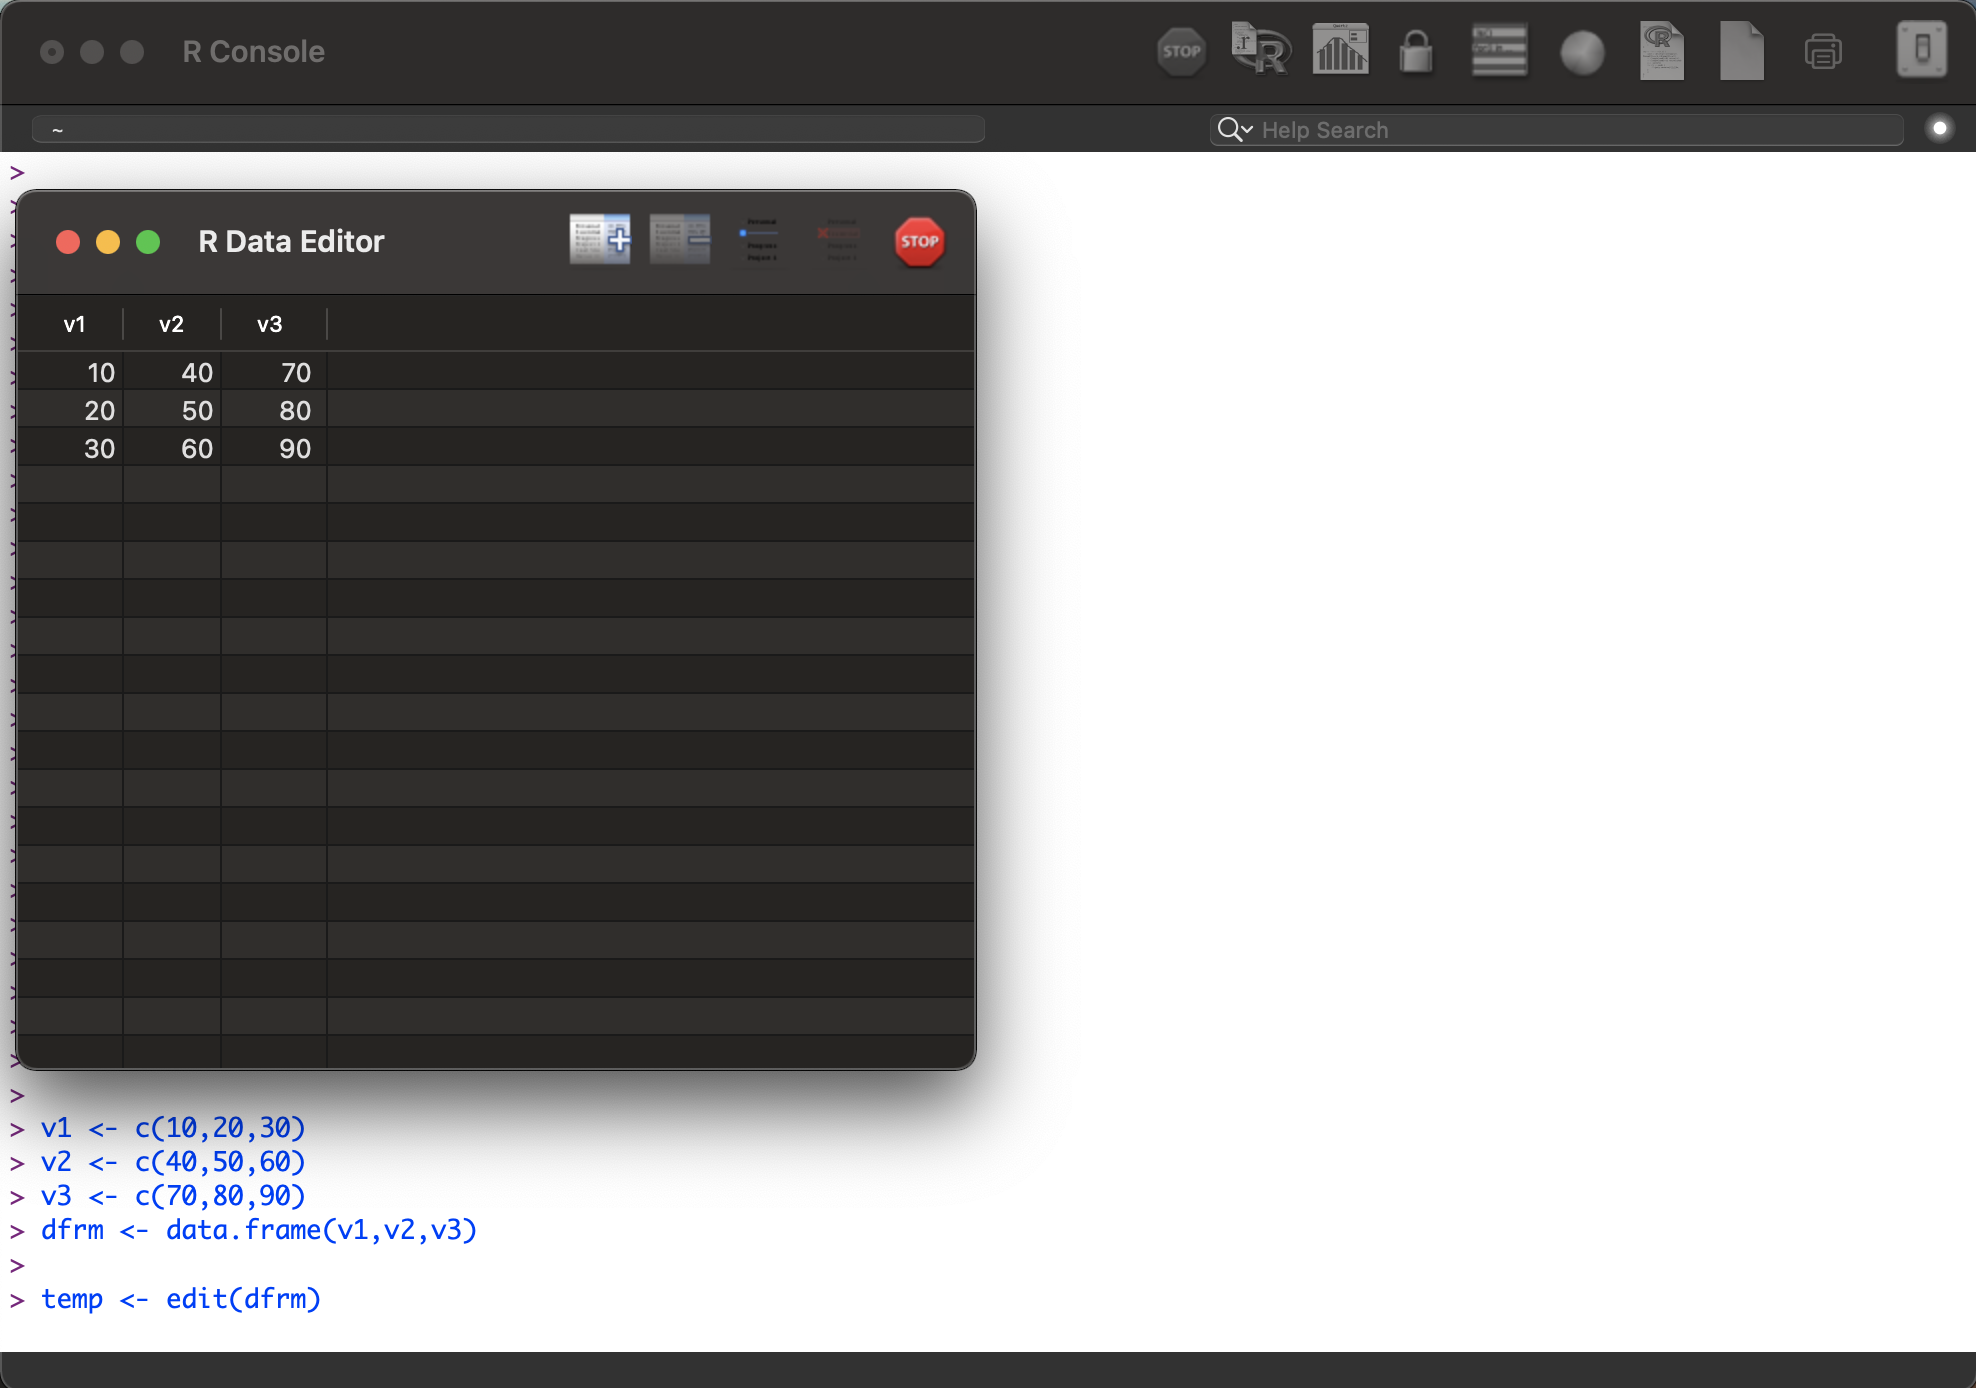 R Console
STOP
~
Help Search
>
R Data Editor
STOP
v1 v2 v3
10 40 70
20 50 80
30 60 90
>
> v1 <- c(10,20,30)
> v2 <- c(40,50,60)
> v3 <- c(70,80,90)
> dfrm <- data.frame(v1,v2,v3)
>
> temp <- edit(dfrm)